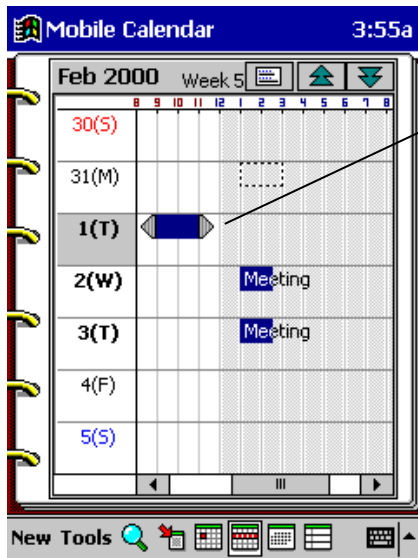 Mobile Calendar 3:55a
Feb 2000 Week 5
8 9 10 11 12 1 2 3 4 5 6 7 8
30(S)
31(M)
1(T)
2(W) Meeting
3(T) Meeting
4(F)
5(S)
New Tools